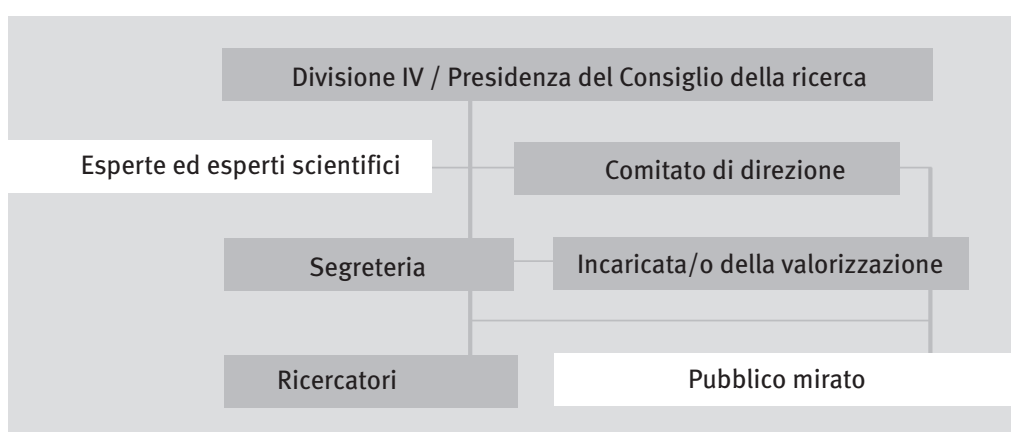 Divisione IV / Presidenza del Consiglio della ricerca
Esperte ed esperti scientifici
Comitato di direzione
Segreteria
Incaricata/o della valorizzazione
Ricercatori
Pubblico mirato